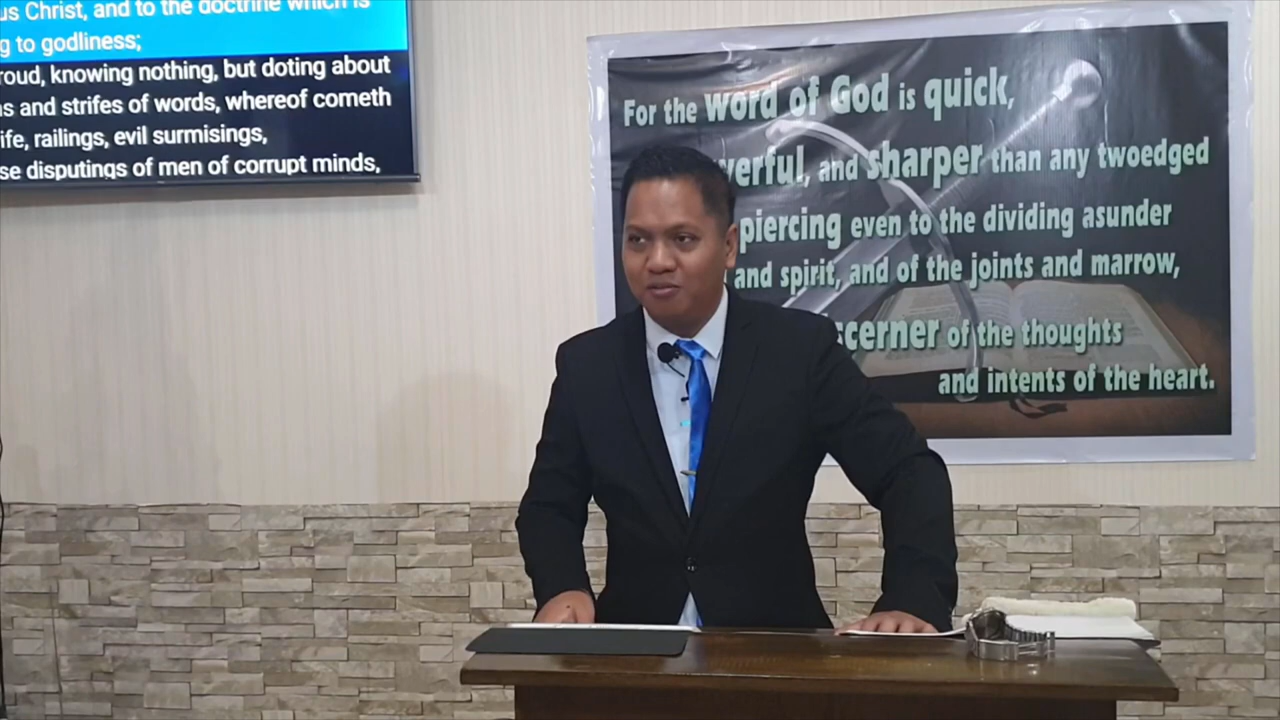 us Christ, and to the doctrine which is
g to godliness;
roud, knowing nothing, but doting about
ns and strifes of words, whereof cometh
ife, railings, evil surmisings,
se disputings of men of corrupt minds,
For the word of God is quick,
werful, and sharper than any twoedged
piercing even to the dividing asunder
and spirit, and of the joints and marrow,
scerner of the thoughts
and intents of the heart.